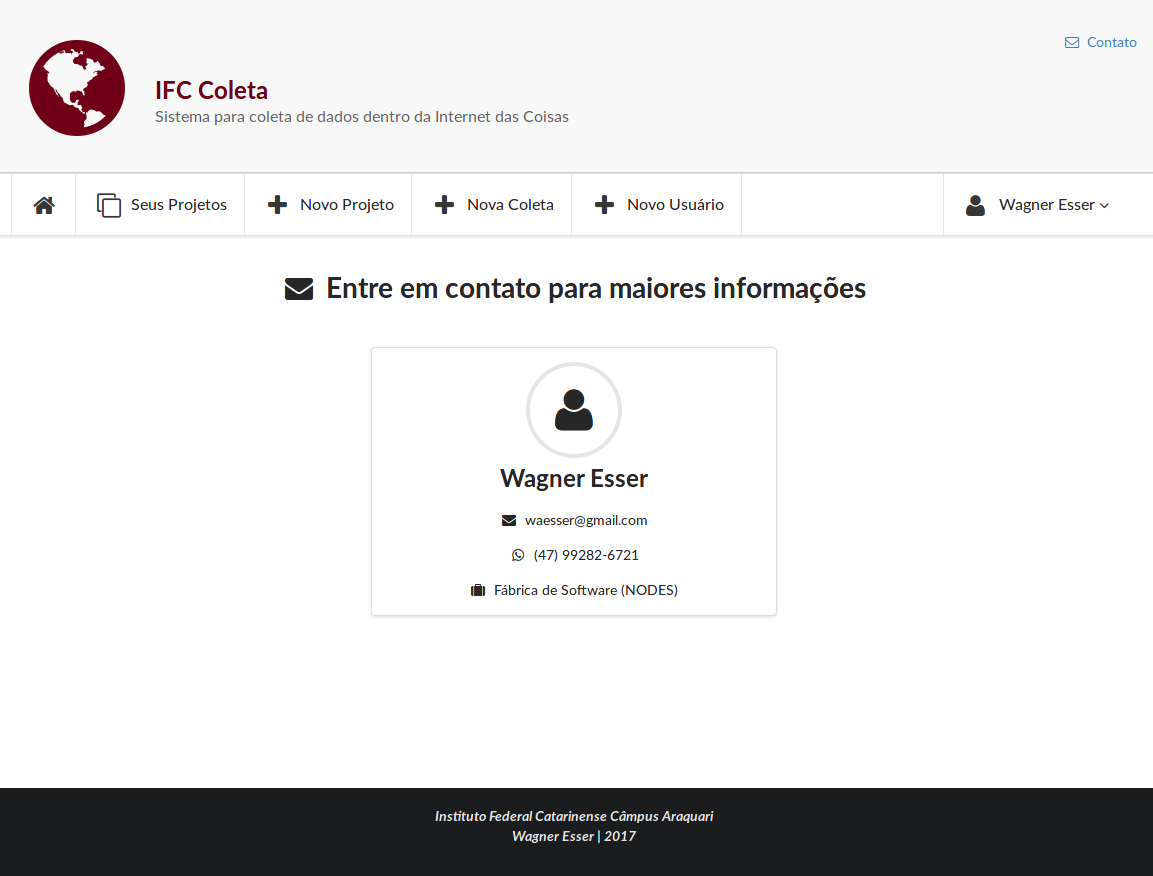 Contato
IFC Coleta
Sistema para coleta de dados dentro da Internet das Coisas
Seus Projetos
Novo Projeto
Nova Coleta
Novo Usuário
Wagner Esser
Entre em contato para maiores informações
Wagner Esser
waesser@gmail.com
(47) 99282-6721
Fábrica de Software (NODES)
Instituto Federal Catarinense Câmpus Araquari
Wagner Esser | 2017